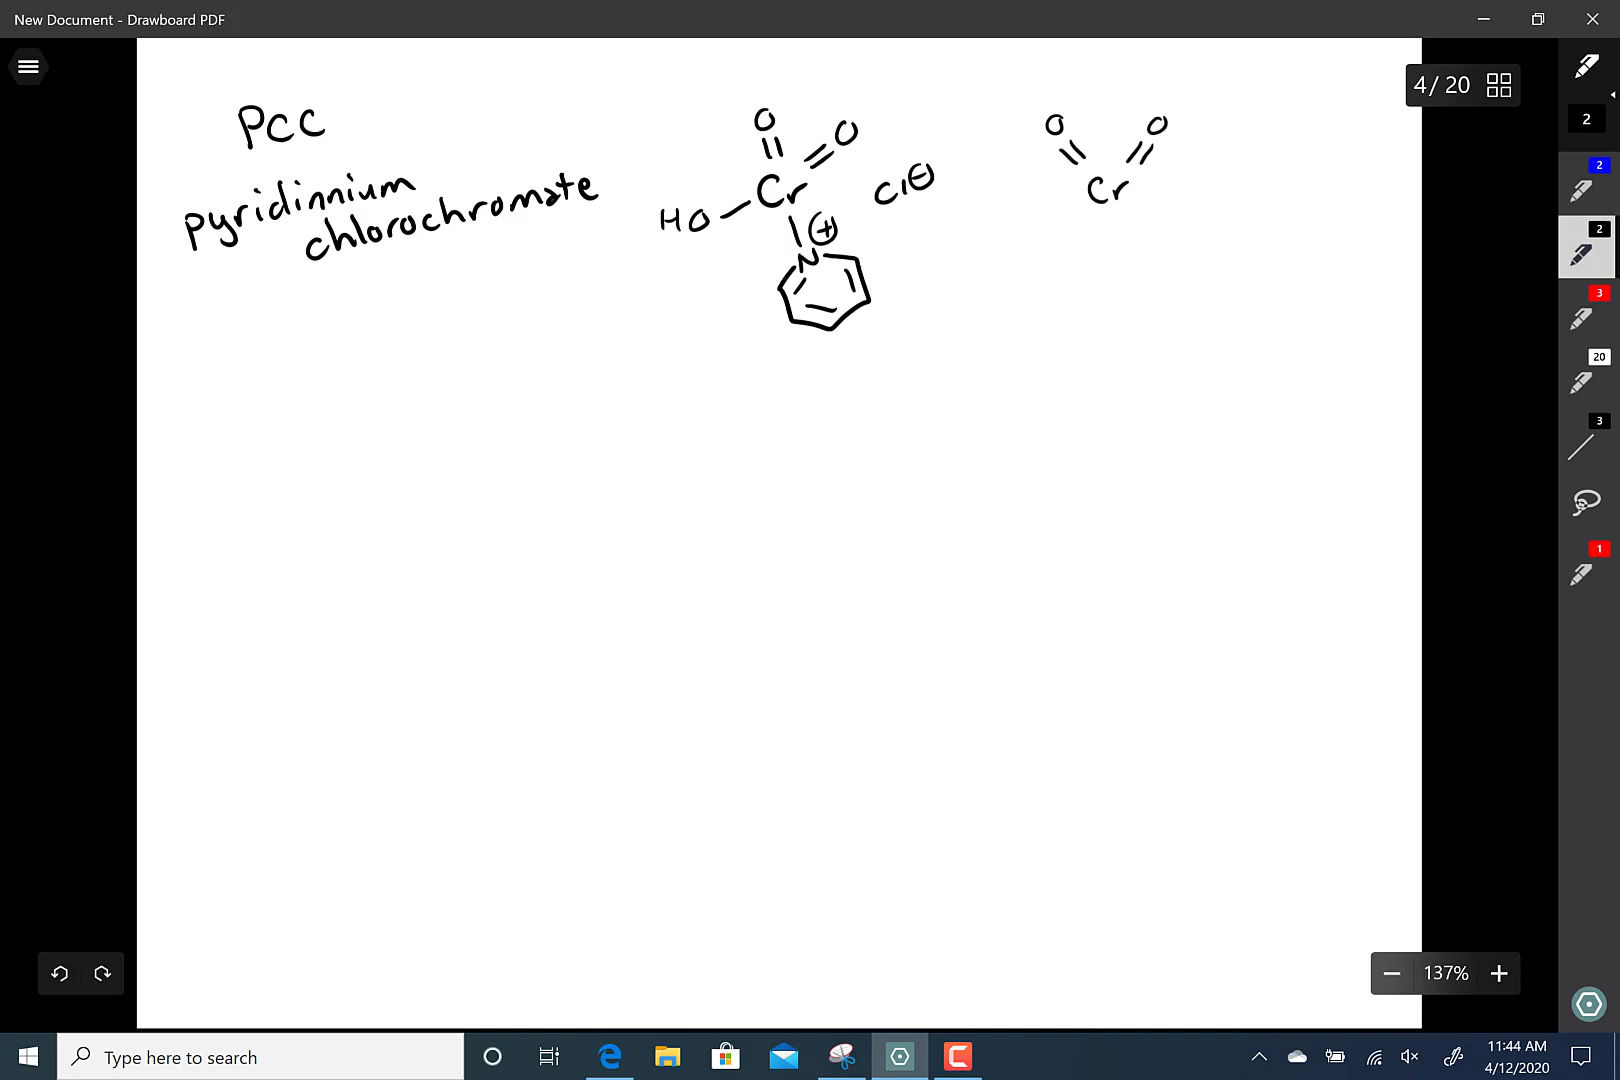 New Document - Drawboard PDF
4 / 20
PCC
pyridinnium
chlorochromate
O
O
Cr
HO
Cl⊖
⊕
N
O O
Cr
2
2
2
3
20
3
1
137%
Type here to search
11:44 AM
4/12/2020